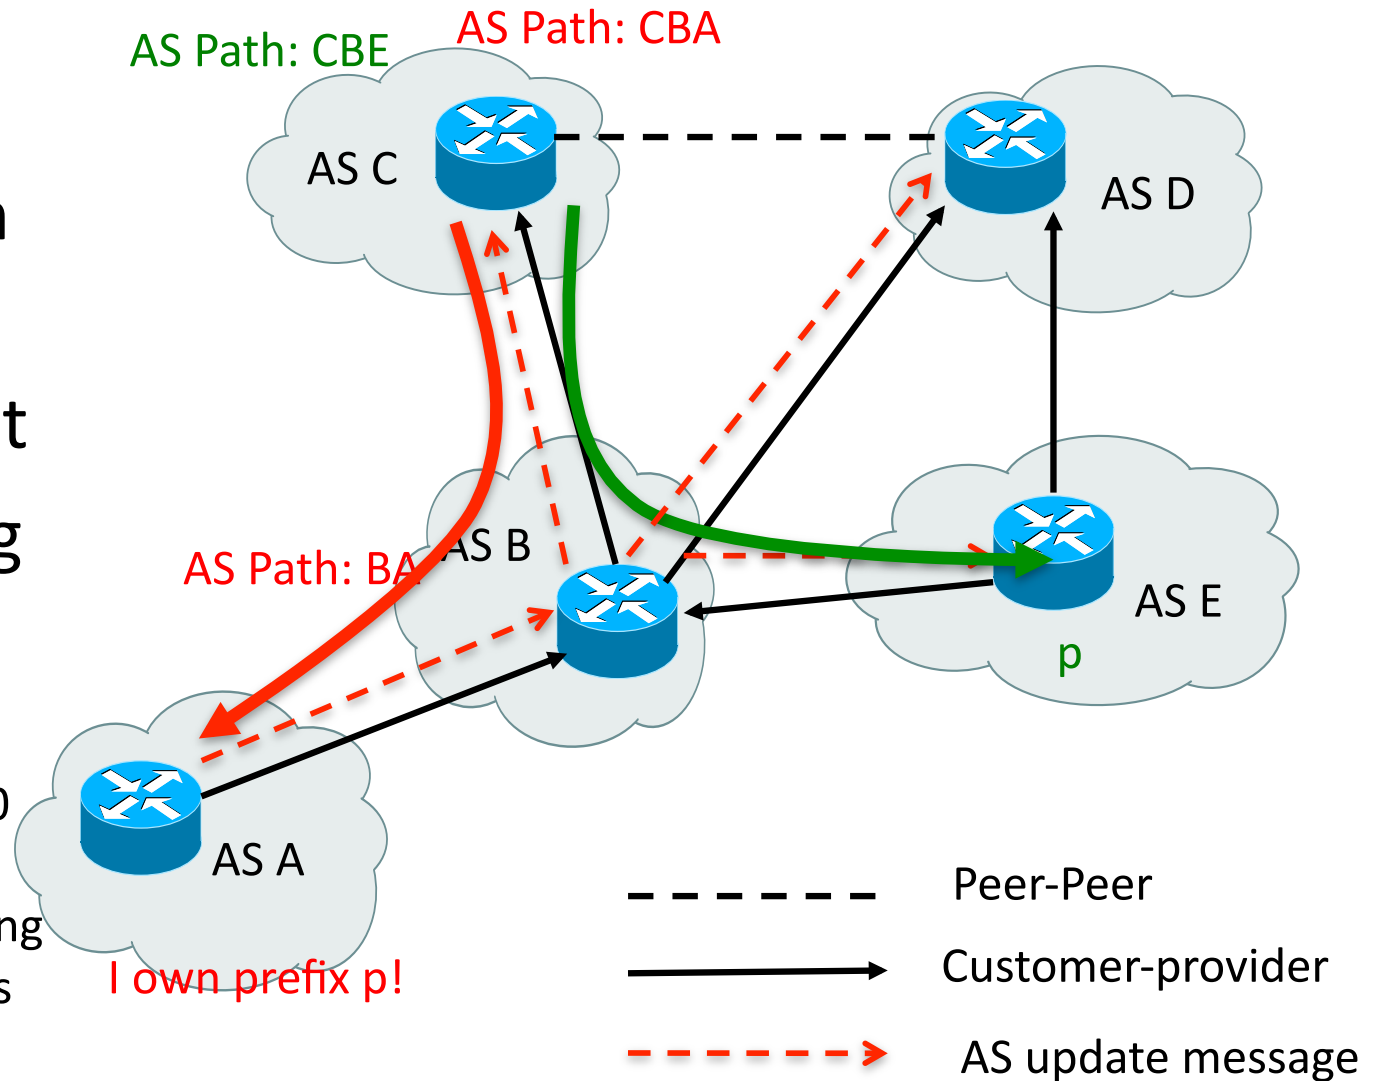 AS Path: CBA
AS Path: CBE
AS C
AS D
t
g
AS B
AS Path: BA
AS E
p
AS A
ng
s
I own prefix p!
Peer-Peer
Customer-provider
AS update message